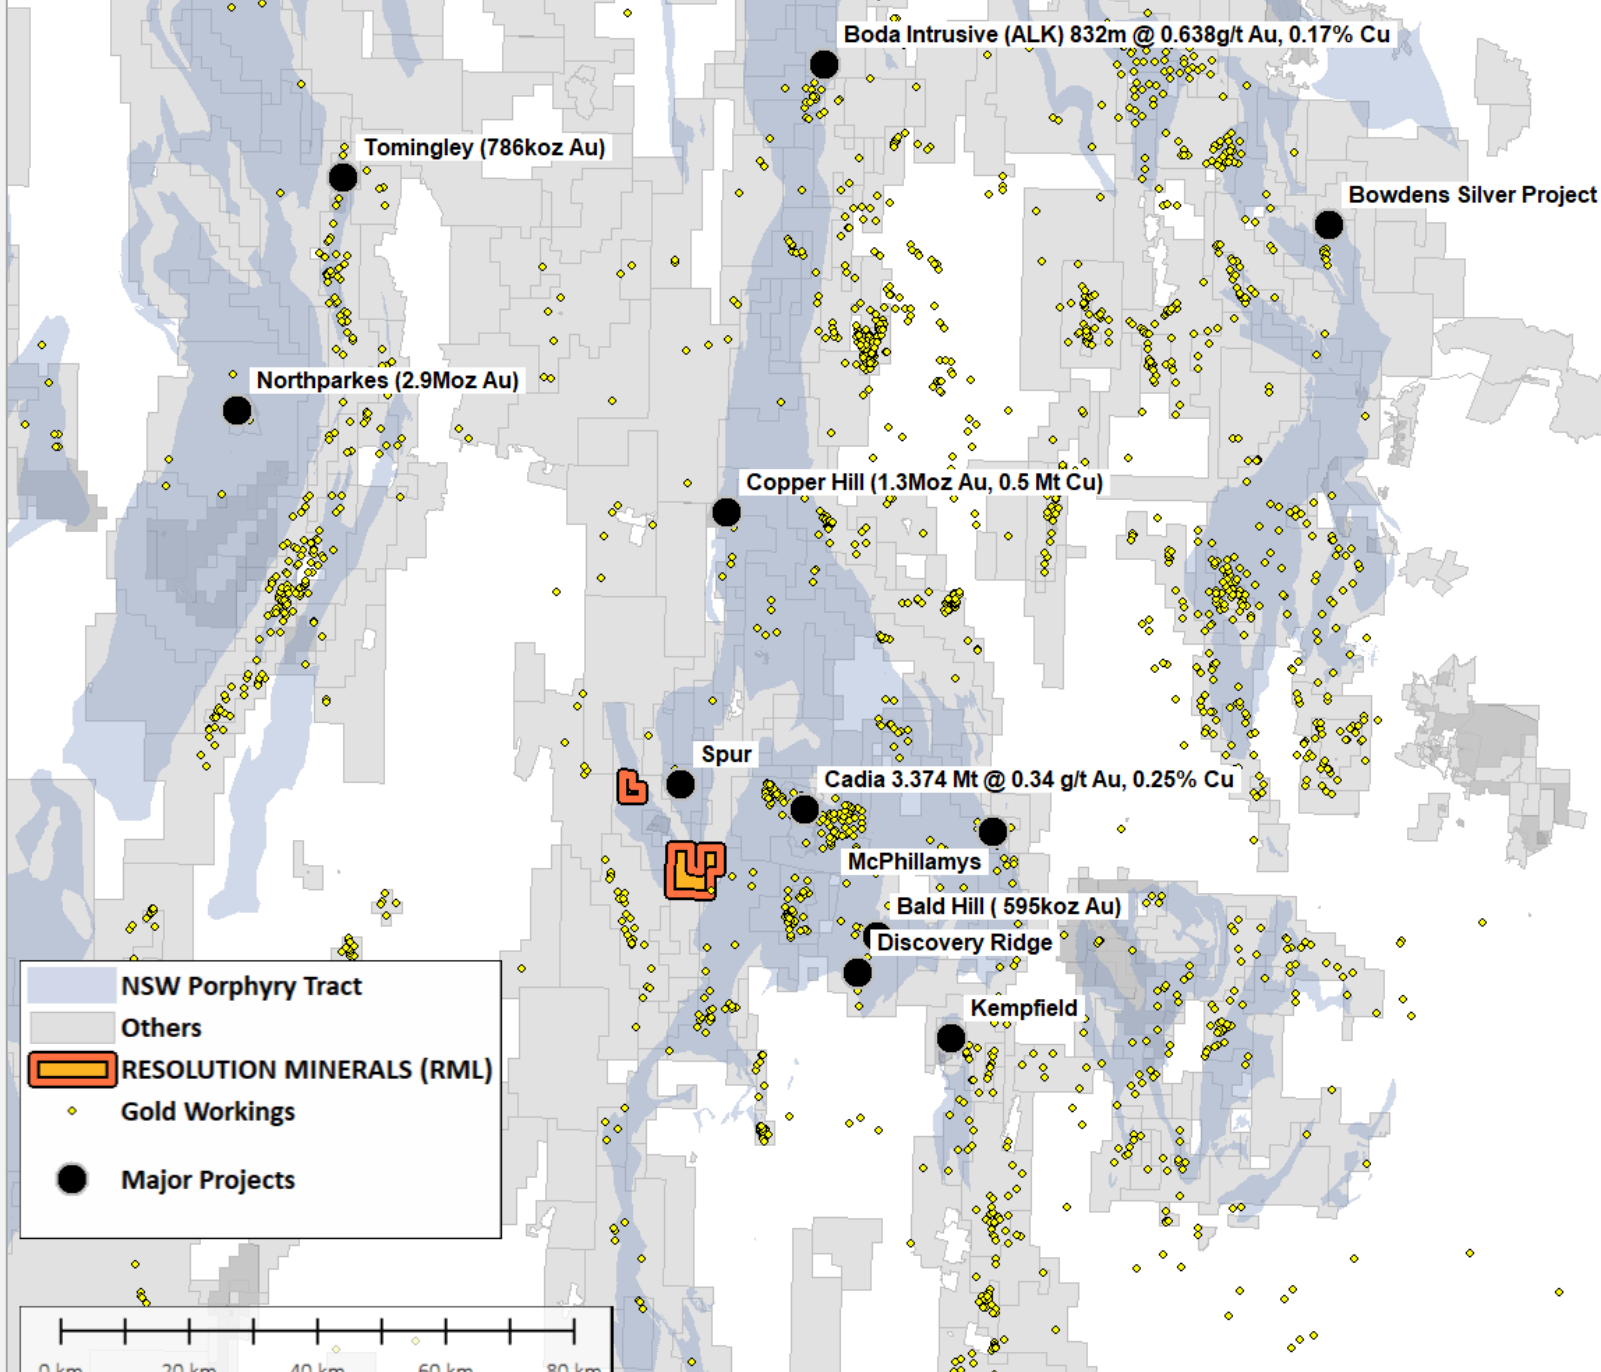 Boda Intrusive (ALK) 832m @ 0.638g/t Au, 0.17% Cu
Tomingley (786koz Au)
Bowdens Silver Project
Northparkes (2.9Moz Au)
Copper Hill (1.3Moz Au, 0.5 Mt Cu)
Spur
Cadia 3.374 Mt @ 0.34 g/t Au, 0.25% Cu
McPhillamys
Bald Hill ( 595koz Au)
Discovery Ridge
Kempfield
NSW Porphyry Tract
Others
RESOLUTION MINERALS (RML)
Gold Workings
Major Projects
0 km 20 km 40 km 60 km 80 km